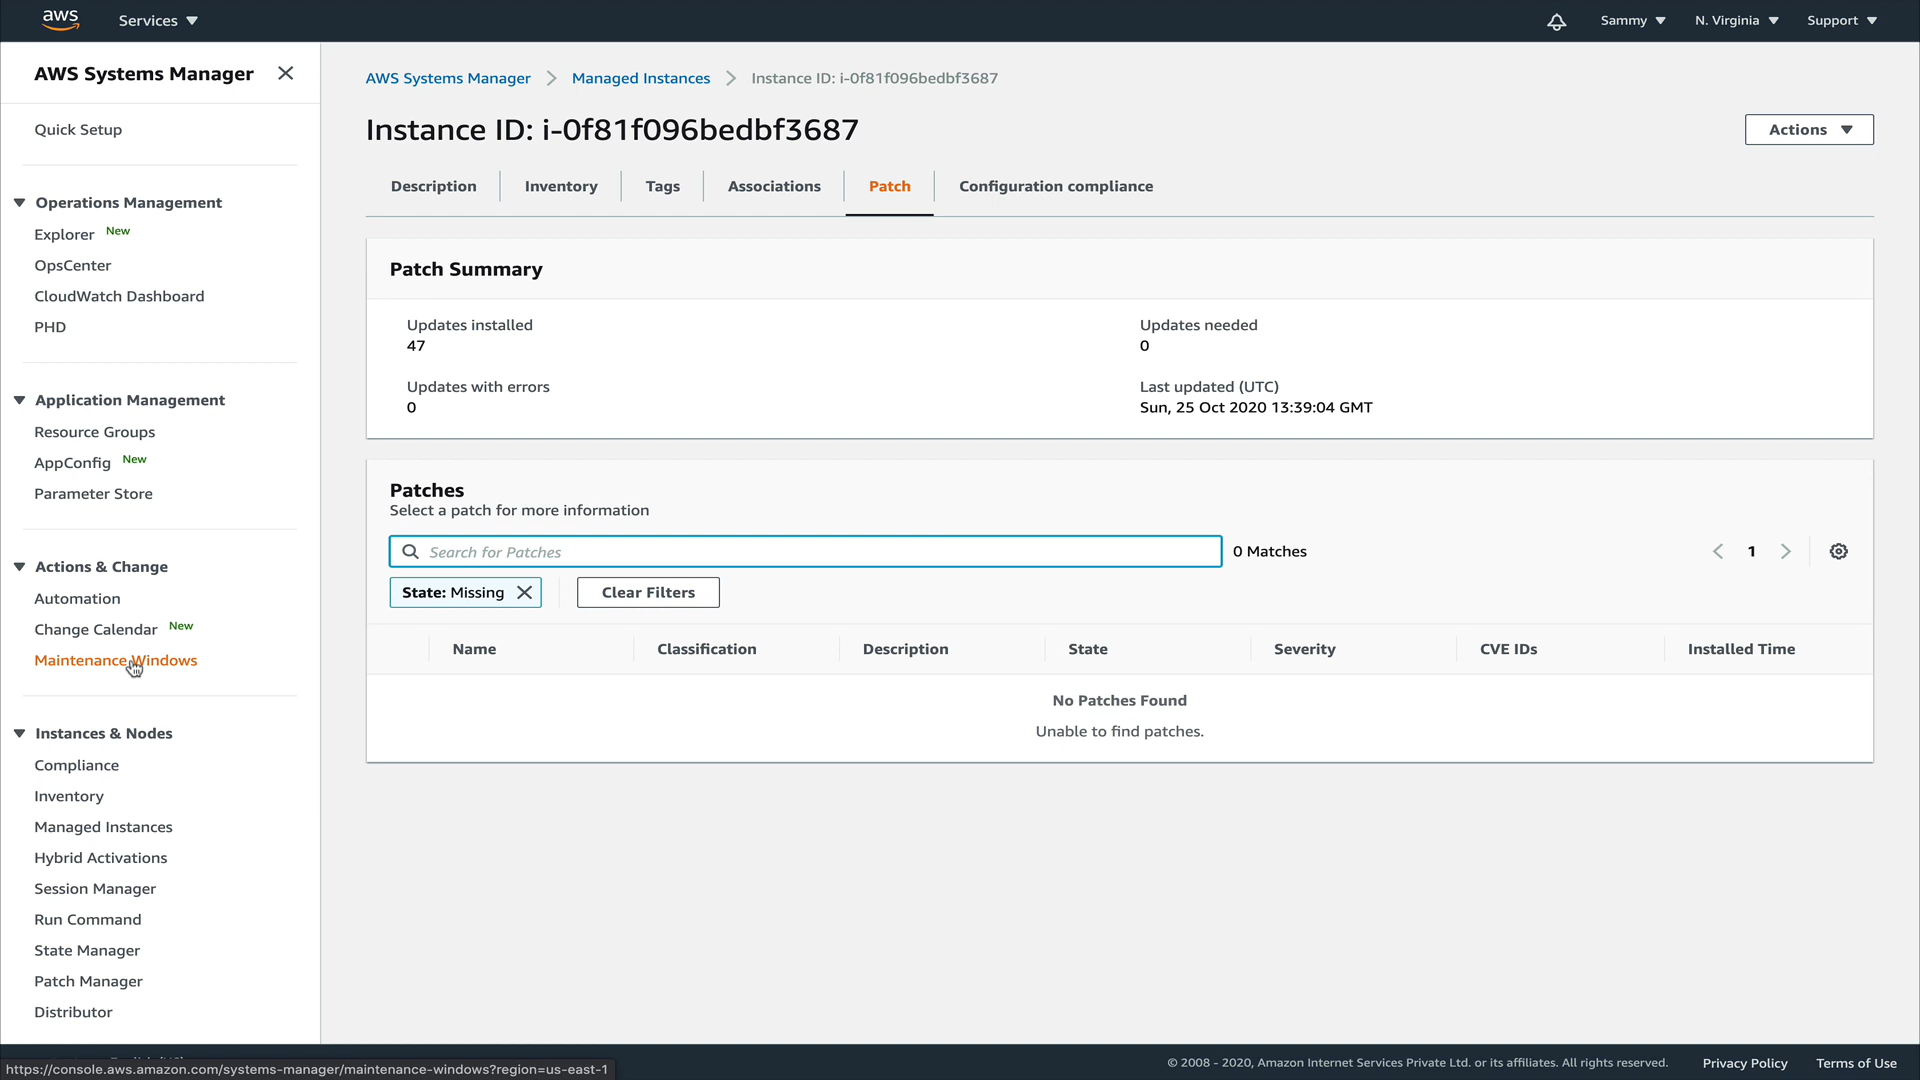 aws
Services
Sammy
N. Virginia
Support
AWS Systems Manager
Quick Setup
Operations Management
Explorer New
OpsCenter
CloudWatch Dashboard
PHD
Application Management
Resource Groups
AppConfig New
Parameter Store
Actions & Change
Automation
Change Calendar New
Maintenance Windows
Instances & Nodes
Compliance
Inventory
Managed Instances
Hybrid Activations
Session Manager
Run Command
State Manager
Patch Manager
Distributor
AWS Systems Manager > Managed Instances > Instance ID: i-0f81f096bedbf3687
Instance ID: i-0f81f096bedbf3687
Actions
Description Inventory Tags Associations Patch Configuration compliance
Patch Summary
Updates installed
47
Updates needed
0
Updates with errors
0
Last updated (UTC)
Sun, 25 Oct 2020 13:39:04 GMT
Patches
Select a patch for more information
Search for Patches
0 Matches
1
State: Missing
Clear Filters
Name Classification Description State Severity CVE IDs Installed Time
No Patches Found
Unable to find patches.
https://console.aws.amazon.com/systems-manager/maintenance-windows?region=us-east-1
© 2008 - 2020, Amazon Internet Services Private Ltd. or its affiliates. All rights reserved.
Privacy Policy
Terms of Use